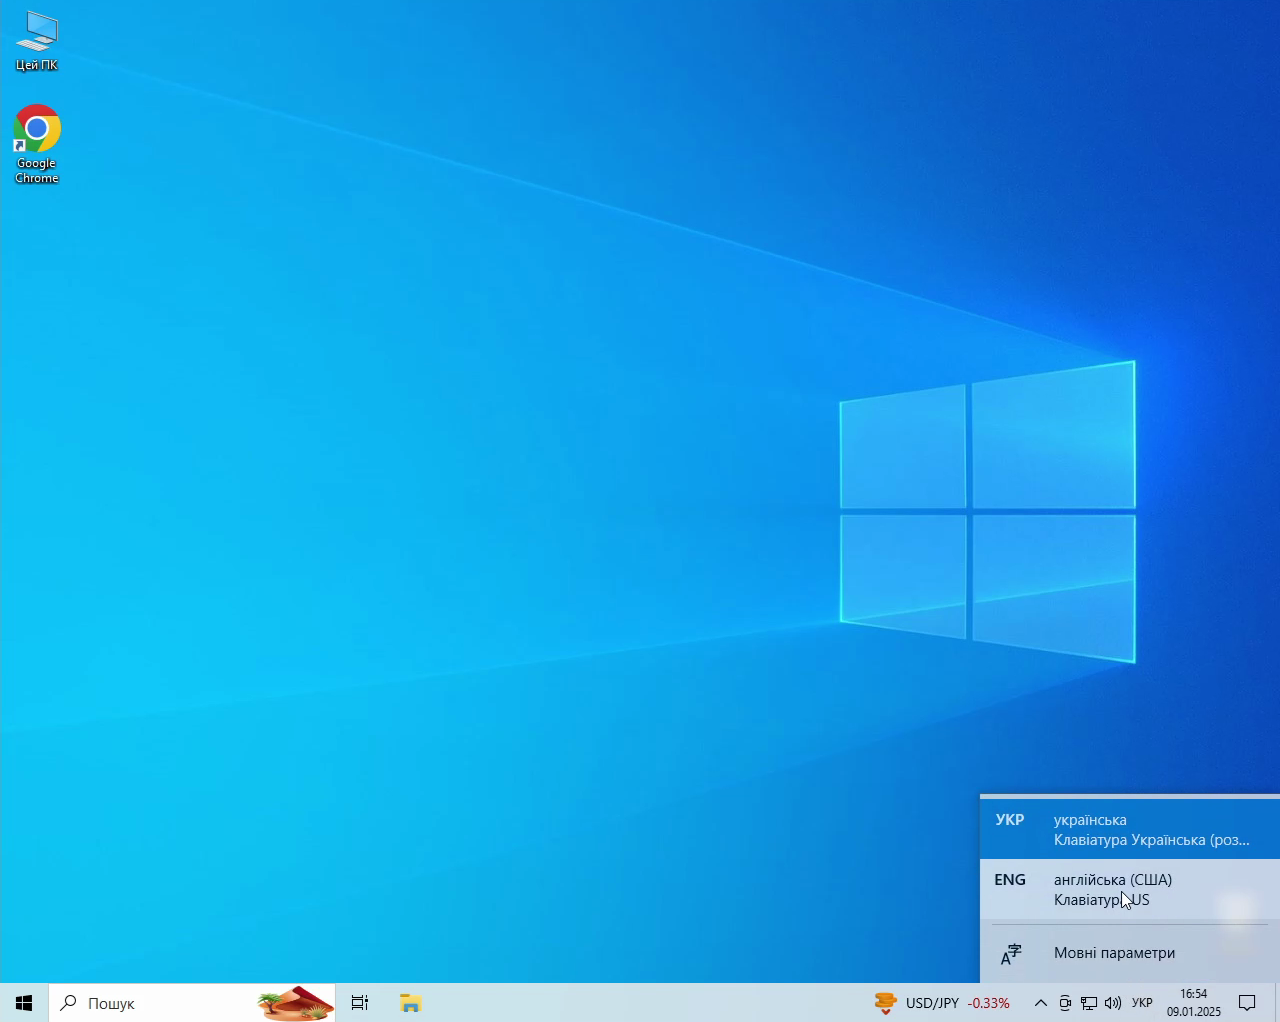 Цей ПК
Google
Chrome
УКР українська
Клавіатура Українська (роз...
ENG англійська (США)
Клавіатура US
Мовні параметри
Пошук
USD/JPY -0.33%
УКР
16:54
09.01.2025